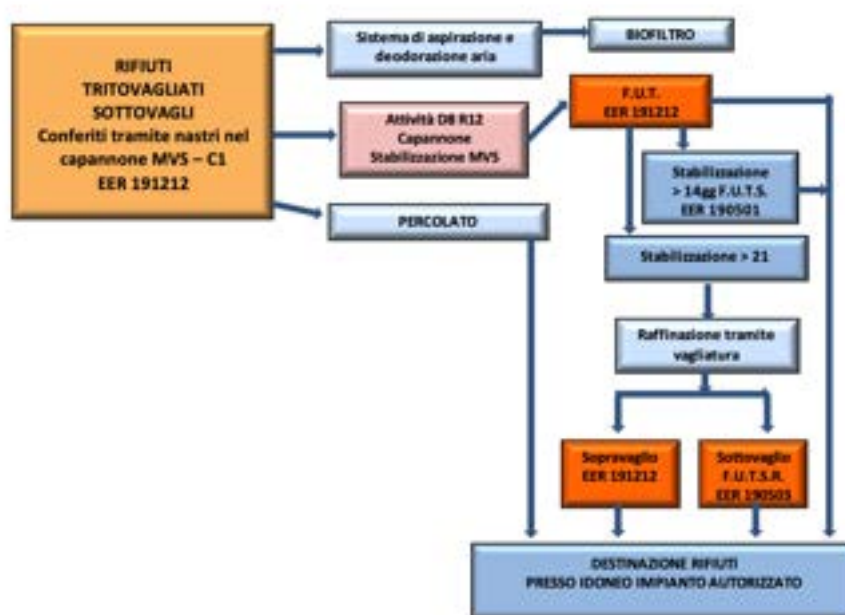 RIFIUTI
TRITOVAGLIATI
SOTTOVAGLI
Conferiti tramite nastri nel
capannone MVS – C1
EER 191212
Sistema di aspirazione e
deodorazione aria
BIOFILTRO
Attività D8 R12
Capannone
Stabilizzazione MVS
F.U.T.
EER 191212
Stabilizzazione
> 14gg F.U.T.S.
EER 190501
PERCOLATO
Stabilizzazione > 21
Raffinazione tramite
vagliatura
Sopravaglio
EER 191212
Sottovaglio
F.U.T.S.R.
EER 190503
DESTINAZIONE RIFIUTI
PRESSO IDONEO IMPIANTO AUTORIZZATO